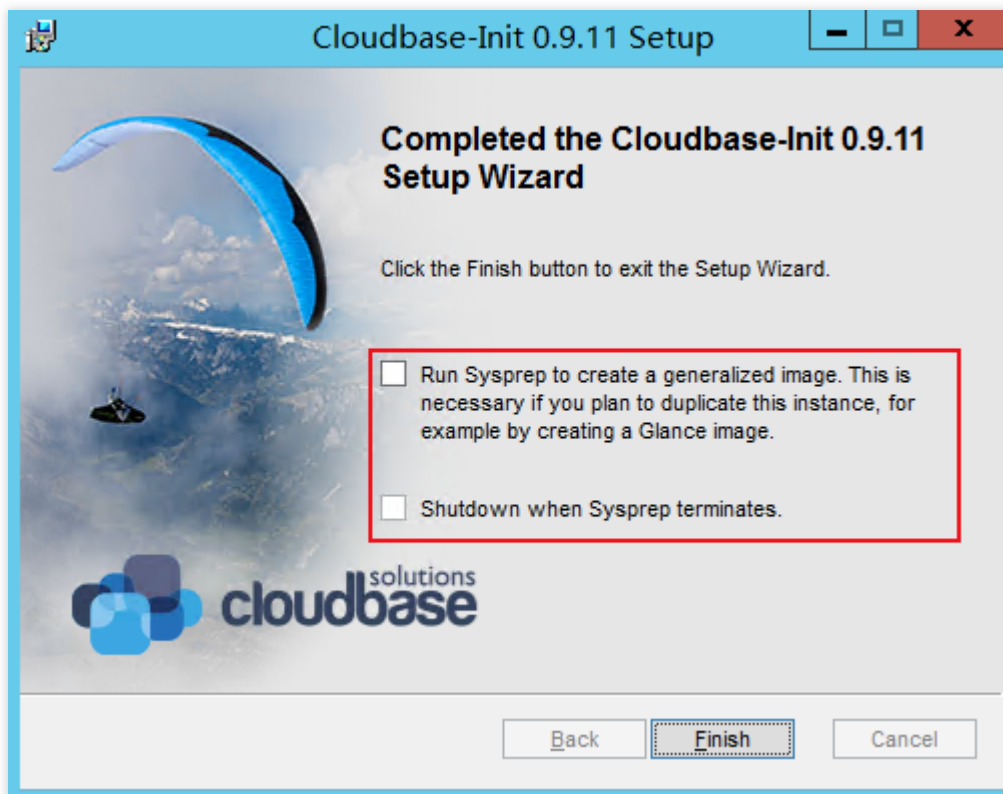 Cloudbase-Init 0.9.11 Setup
Completed the Cloudbase-Init 0.9.11
Setup Wizard
Click the Finish button to exit the Setup Wizard.
Run Sysprep to create a generalized image. This is
necessary if you plan to duplicate this instance, for
example by creating a Glance image.
Shutdown when Sysprep terminates.
solutions
cloudbase
Back
Finish
Cancel